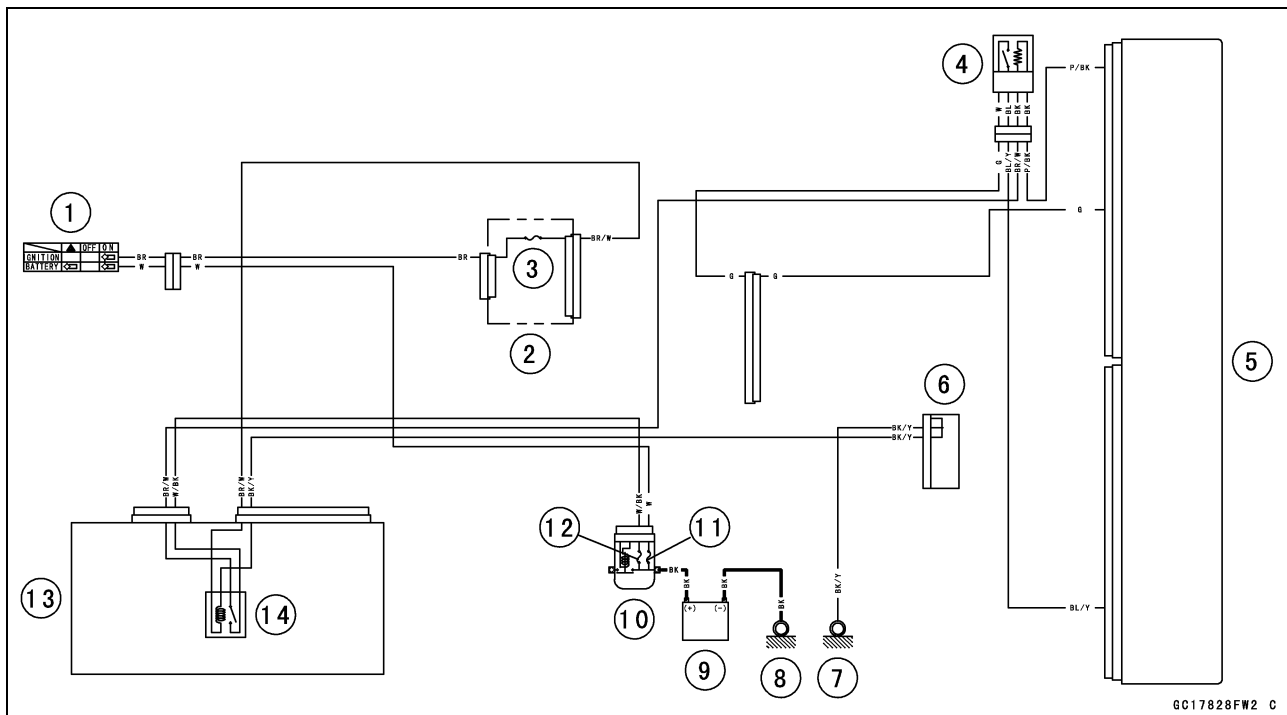 4
P/BK
W
BL
BK
BK
G
BL/Y
BR/W
P/BK
1
OFF
ON
GNITION
BATTERY
BR
W
BR
W
BR
3
BR/W
2
G
G
G
5
6
BK/Y
BK/Y
BR/W
W/BK
BR/W
BK/Y
W/BK
W
12
11
BK
BK
BK
(+)
(-)
BK
BK/Y
BL/Y
13
14
10
9
8
7
GC17828FW2 C